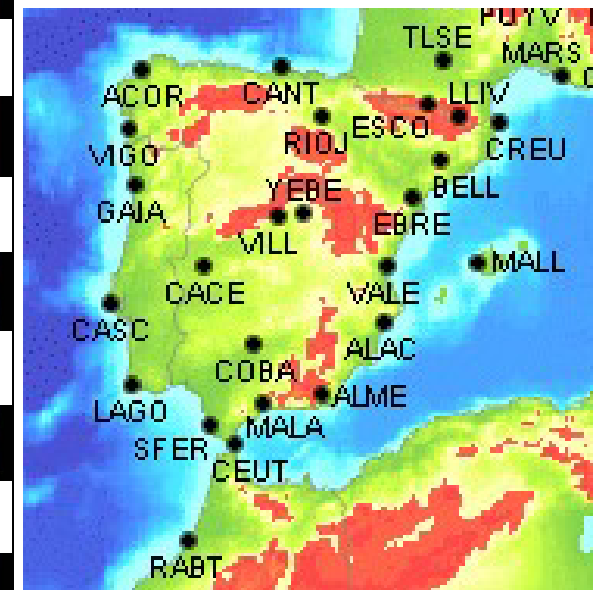 TLSE
MARS
ACOR
CANT
LLIV
ESCO
RIOJ
CREU
VIGO
YEBE
BELL
GAIA
EBRE
VILL
MALL
CACE
VALE
CASC
ALAC
COBA
LAGO
ALME
MALA
SFER
CEUT
RABT